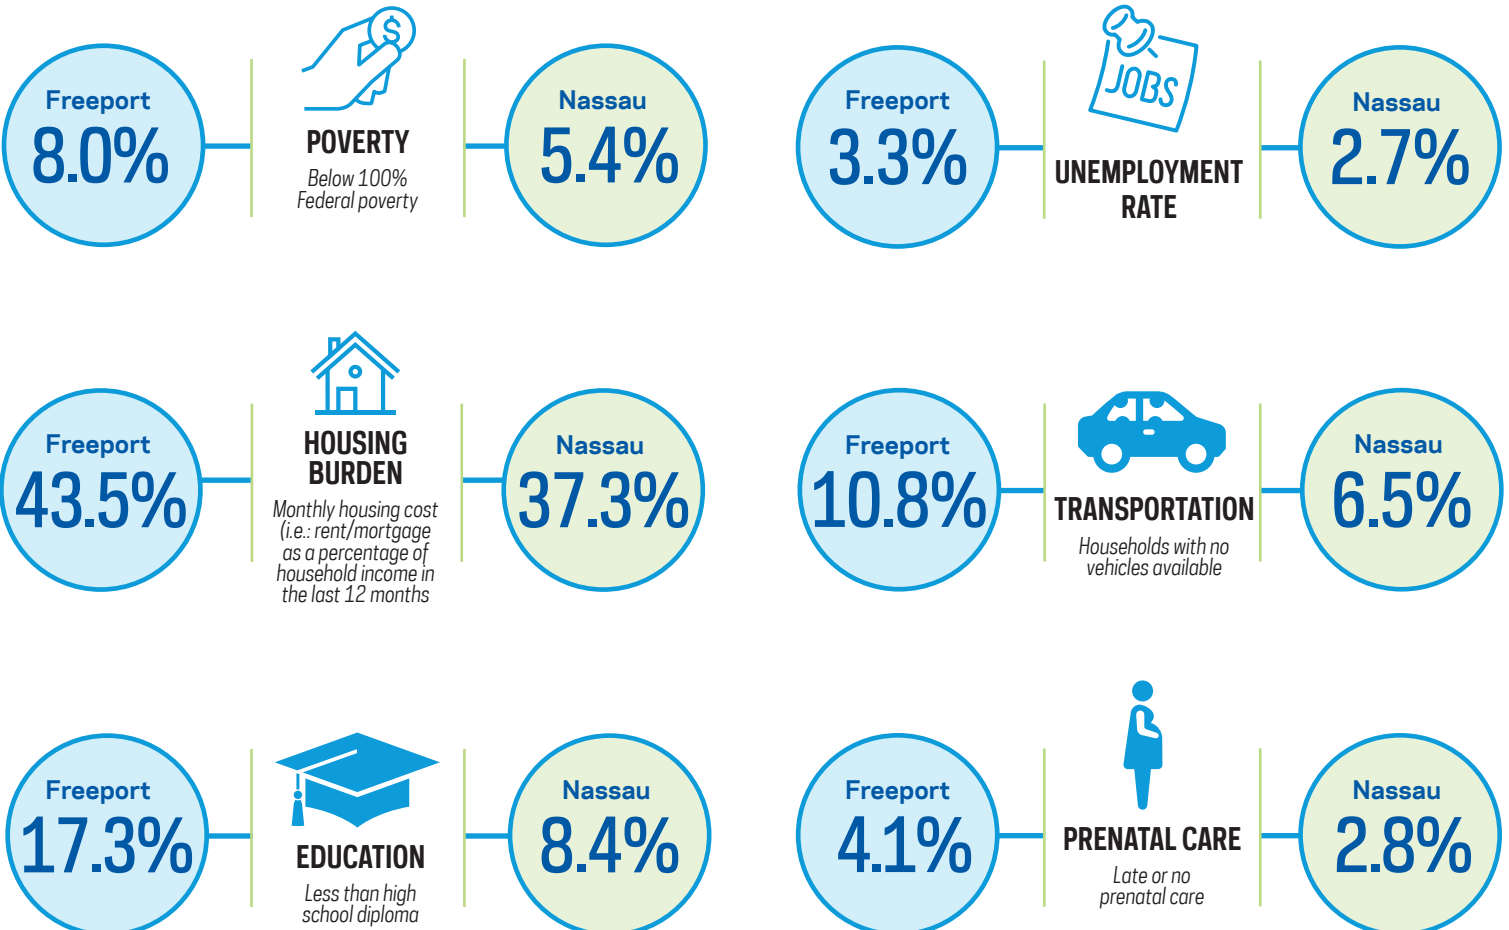 Freeport
8.0%
$
POVERTY
Below 100%
Federal poverty
Nassau
5.4%
Freeport
3.3%
JOBS
UNEMPLOYMENT
RATE
Nassau
2.7%
Freeport
43.5%
HOUSING
BURDEN
Monthly housing cost
(i.e.: rent/mortgage
as a percentage of
household income in
the last 12 months
Nassau
37.3%
Freeport
10.8%
TRANSPORTATION
Households with no
vehicles available
Nassau
6.5%
Freeport
17.3%
EDUCATION
Less than high
school diploma
Nassau
8.4%
Freeport
4.1%
PRENATAL CARE
Late or no
prenatal care
Nassau
2.8%